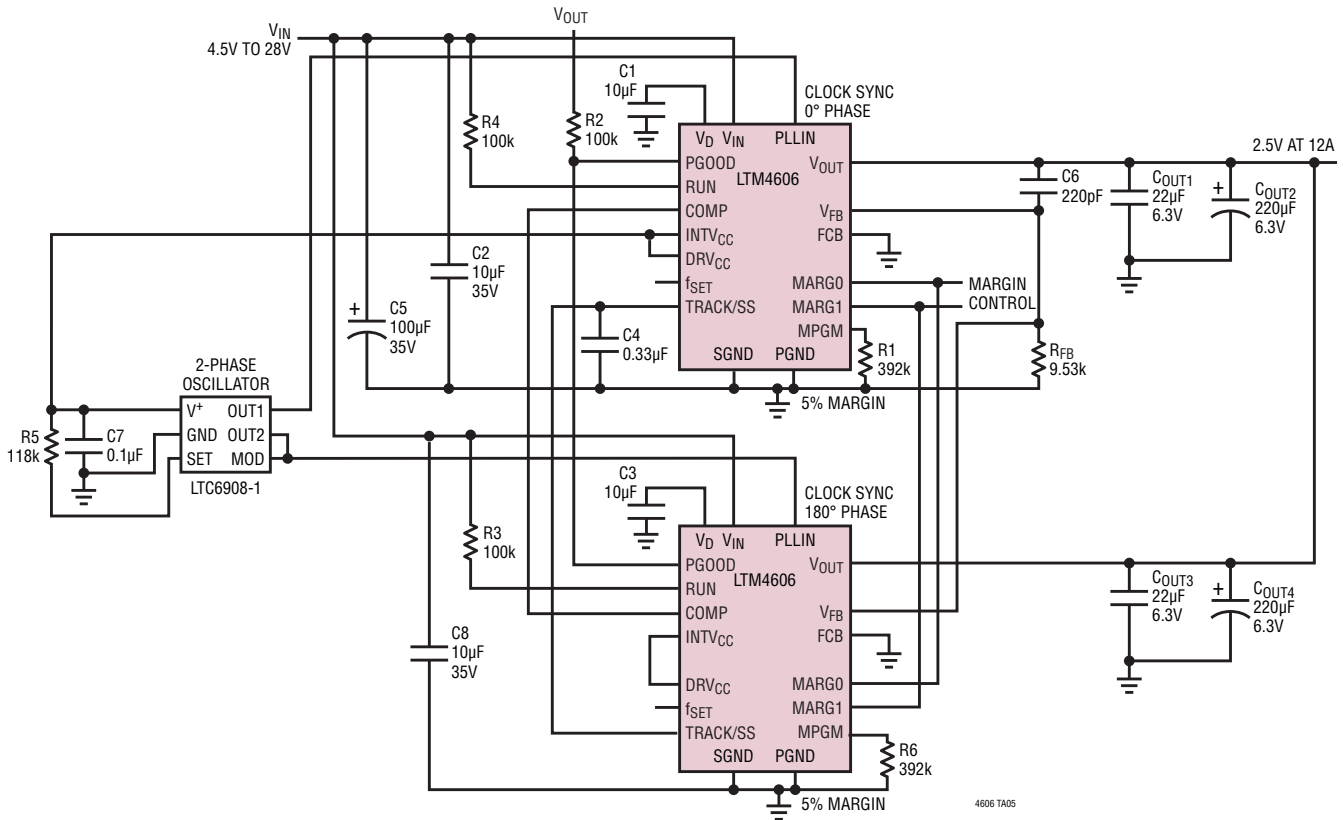 VIN
4.5V TO 28V
VOUT
C1
10µF
CLOCK SYNC
0° PHASE
R4
100k
R2
100k
VD VIN PLLIN
PGOOD
LTM4606
VOUT
RUN
COMP
VFB
INTVCC
FCB
DRVCC
fSET
MARG0
TRACK/SS
MARG1
MPGM
SGND PGND
C6
220pF
COUT1
22µF
6.3V
+
COUT2
220µF
6.3V
2.5V AT 12A
C2
10µF
35V
+
C5
100µF
35V
C4
0.33µF
MARGIN
CONTROL
R1
392k
RFB
9.53k
5% MARGIN
2-PHASE
OSCILLATOR
V+ OUT1
GND OUT2
SET MOD
LTC6908-1
R5
118k
C7
0.1µF
C3
10µF
CLOCK SYNC
180° PHASE
R3
100k
VD VIN PLLIN
PGOOD
LTM4606
VOUT
RUN
COMP
VFB
INTVCC
FCB
DRVCC
MARG0
fSET
MARG1
TRACK/SS
MPGM
SGND PGND
C8
10µF
35V
COUT3
22µF
6.3V
+
COUT4
220µF
6.3V
R6
392k
5% MARGIN
4606 TA05